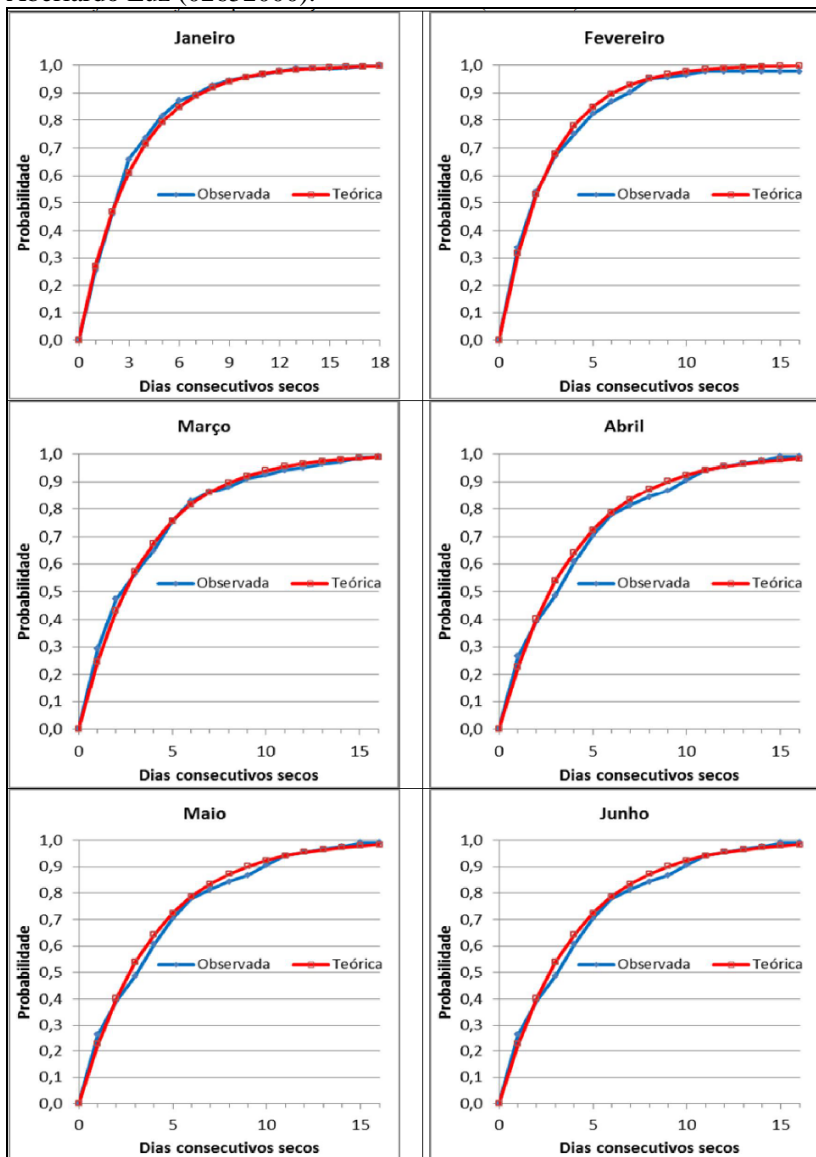 Abelardo Luz (02652000).
Janeiro
Fevereiro
1,0
0,9
0,8
0,7
0,6
0,5
0,4
0,3
0,2
0,1
0,0
Probabilidade
Observada
Teórica
0 3 6 9 12 15 18
Dias consecutivos secos
1,0
0,9
0,8
0,7
0,6
0,5
0,4
0,3
0,2
0,1
0,0
Probabilidade
Observada
Teórica
0 5 10 15
Dias consecutivos secos
Março
Abril
1,0
0,9
0,8
0,7
0,6
0,5
0,4
0,3
0,2
0,1
0,0
Probabilidade
Observada
Teórica
0 5 10 15
Dias consecutivos secos
1,0
0,9
0,8
0,7
0,6
0,5
0,4
0,3
0,2
0,1
0,0
Probabilidade
Observada
Teórica
0 5 10 15
Dias consecutivos secos
Maio
Junho
1,0
0,9
0,8
0,7
0,6
0,5
0,4
0,3
0,2
0,1
0,0
Probabilidade
Observada
Teórica
0 5 10 15
Dias consecutivos secos
1,0
0,9
0,8
0,7
0,6
0,5
0,4
0,3
0,2
0,1
0,0
Probabilidade
Observada
Teórica
0 5 10 15
Dias consecutivos secos